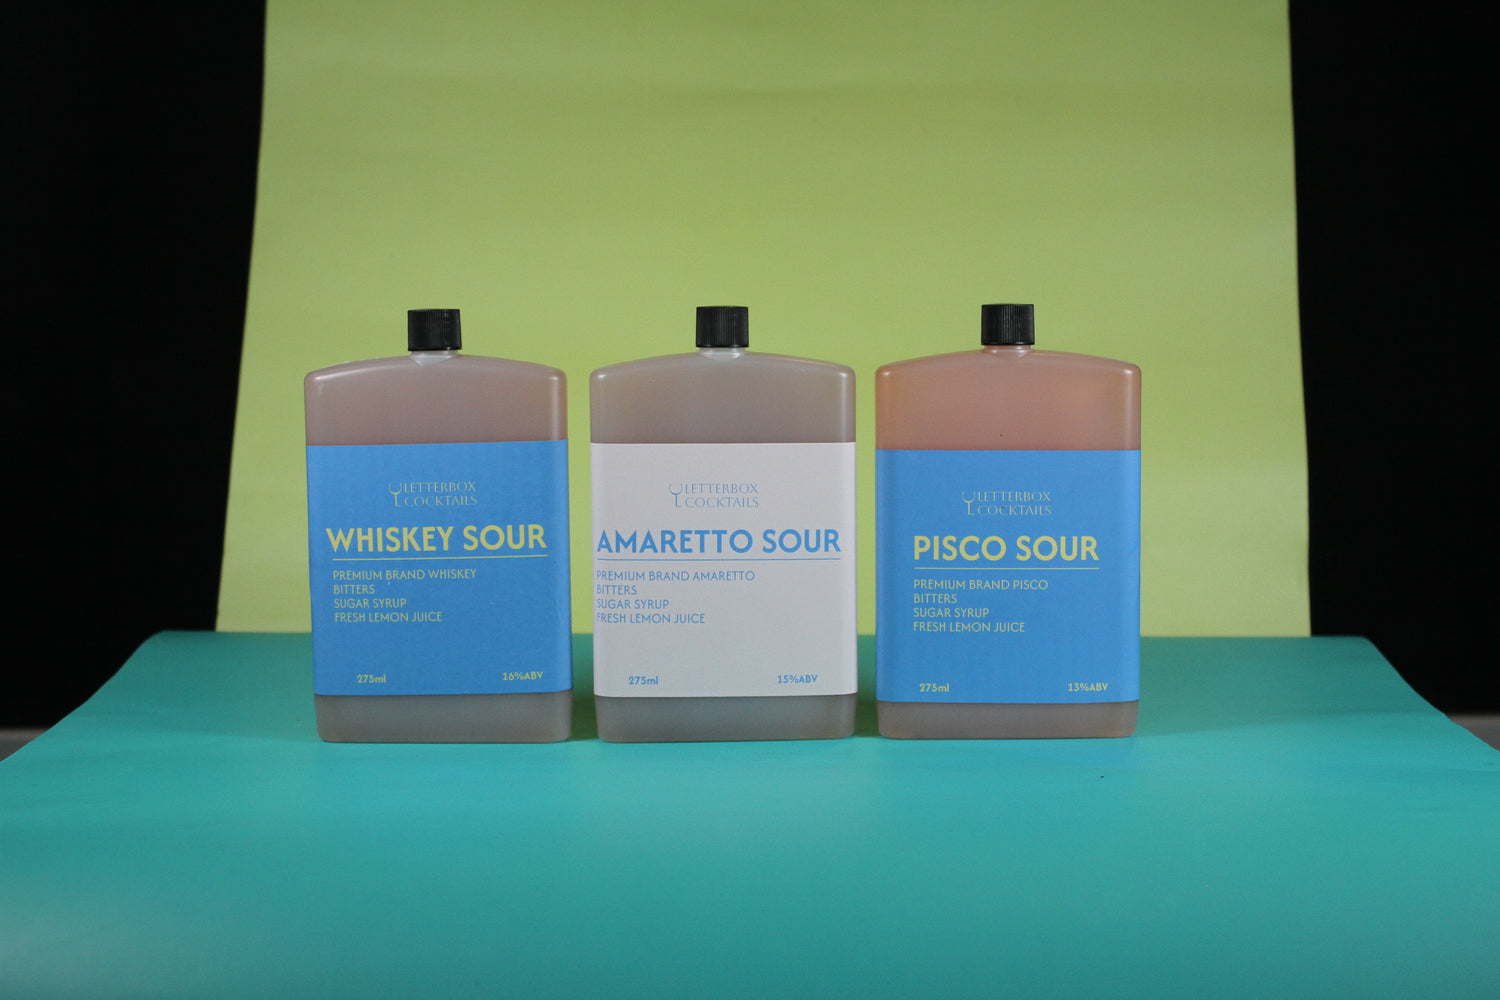 LETTERBOX
COCKTAILS
WHISKEY SOUR
PREMIUM BRAND WHISKEY
BITTERS
SUGAR SYRUP
FRESH LEMON JUICE
275ml
16%ABV
LETTERBOX
COCKTAILS
AMARETTO SOUR
PREMIUM BRAND AMARETTO
BITTERS
SUGAR SYRUP
FRESH LEMON JUICE
275ml
15%ABV
LETTERBOX
COCKTAILS
PISCO SOUR
PREMIUM BRAND PISCO
BITTERS
SUGAR SYRUP
FRESH LEMON JUICE
275ml
13%ABV